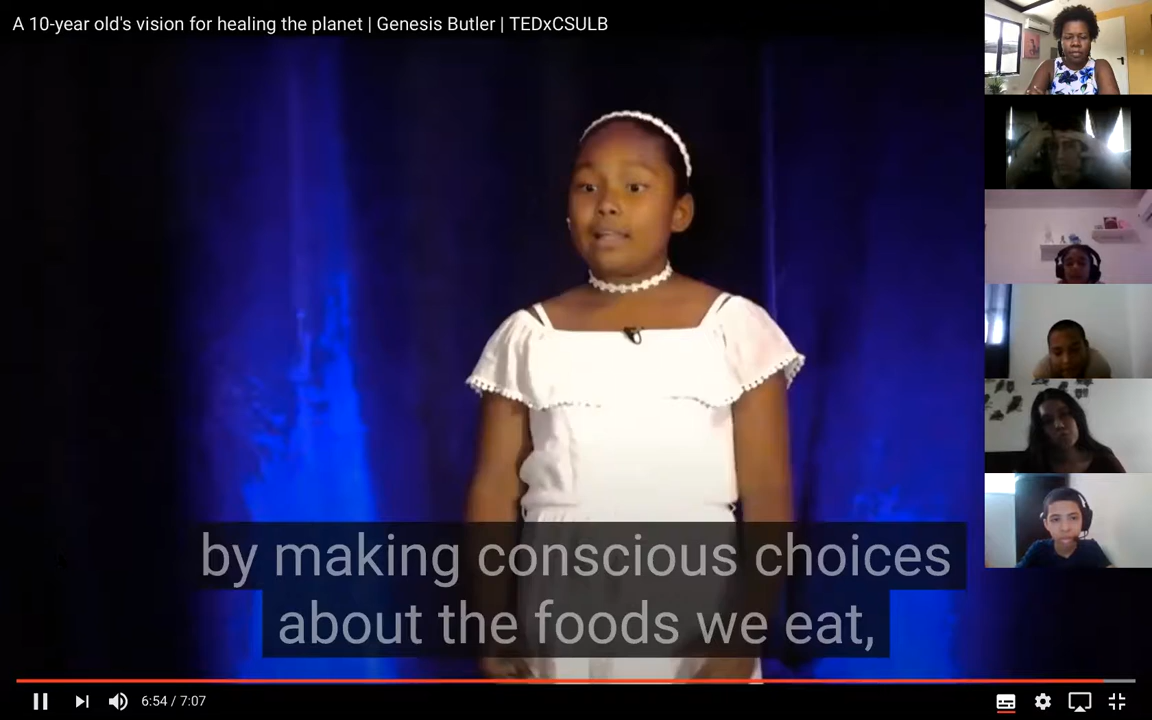 A 10-year old's vision for healing the planet | Genesis Butler | TEDxCSULB
by making conscious choices
about the foods we eat,
6:54 / 7:07